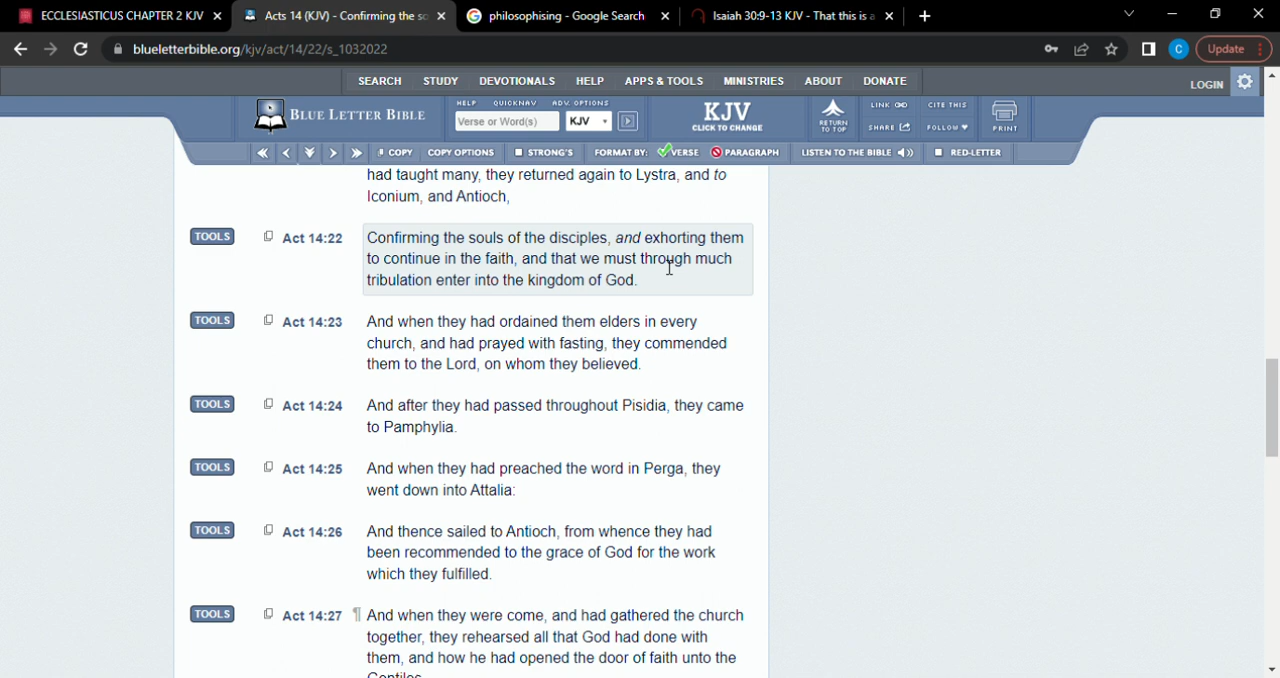 ECCLESIASTICUS CHAPTER 2 KJV
Acts 14 (KJV) - Confirming the so
philosophising - Google Search
Isaiah 30:9-13 KJV - That this is a
blueletterbible.org/kjv/act/14/22/s_1032022
C
Update
SEARCH STUDY DEVOTIONALS HELP APPS & TOOLS MINISTRIES ABOUT DONATE
LOGIN
BLUE LETTER BIBLE
HELP QUICKNAV ADV. OPTIONS
Verse or Word(s)
KJV
KJV
CLICK TO CHANGE
RETURN
TO TOP
LINK
CITE THIS
SHARE
FOLLOW
PRINT
COPY COPY OPTIONS STRONG'S FORMAT BY: VERSE PARAGRAPH LISTEN TO THE BIBLE RED-LETTER
had taught many, they returned again to Lystra, and to
Iconium, and Antioch,
TOOLS Act 14:22 Confirming the souls of the disciples, and exhorting them
to continue in the faith, and that we must through much
tribulation enter into the kingdom of God.
TOOLS Act 14:23 And when they had ordained them elders in every
church, and had prayed with fasting, they commended
them to the Lord, on whom they believed.
TOOLS Act 14:24 And after they had passed throughout Pisidia, they came
to Pamphylia.
TOOLS Act 14:25 And when they had preached the word in Perga, they
went down into Attalia:
TOOLS Act 14:26 And thence sailed to Antioch, from whence they had
been recommended to the grace of God for the work
which they fulfilled.
TOOLS Act 14:27 ¶ And when they were come, and had gathered the church
together, they rehearsed all that God had done with
them, and how he had opened the door of faith unto the
Gentiles